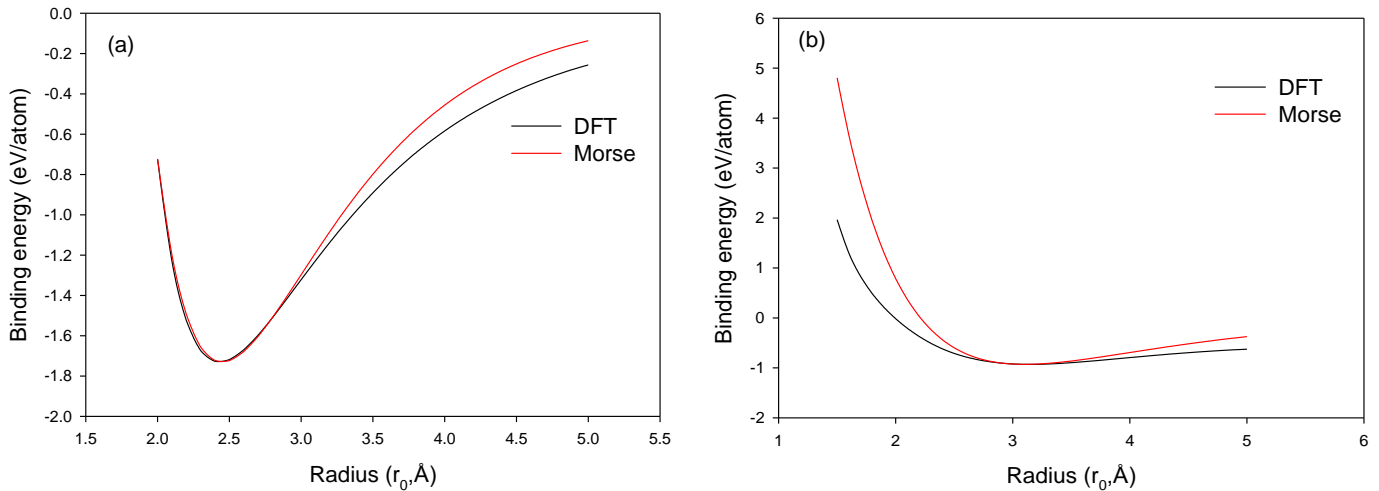 (a)
0.0
-0.2
-0.4
-0.6
-0.8
-1.0
-1.2
-1.4
-1.6
-1.8
-2.0
Binding energy (eV/atom)
DFT
Morse
1.5 2.0 2.5 3.0 3.5 4.0 4.5 5.0 5.5
Radius (r0,Å)
(b)
6
5
4
3
2
1
0
-1
-2
Binding energy (eV/atom)
DFT
Morse
1 2 3 4 5 6
Radius (r0,Å)